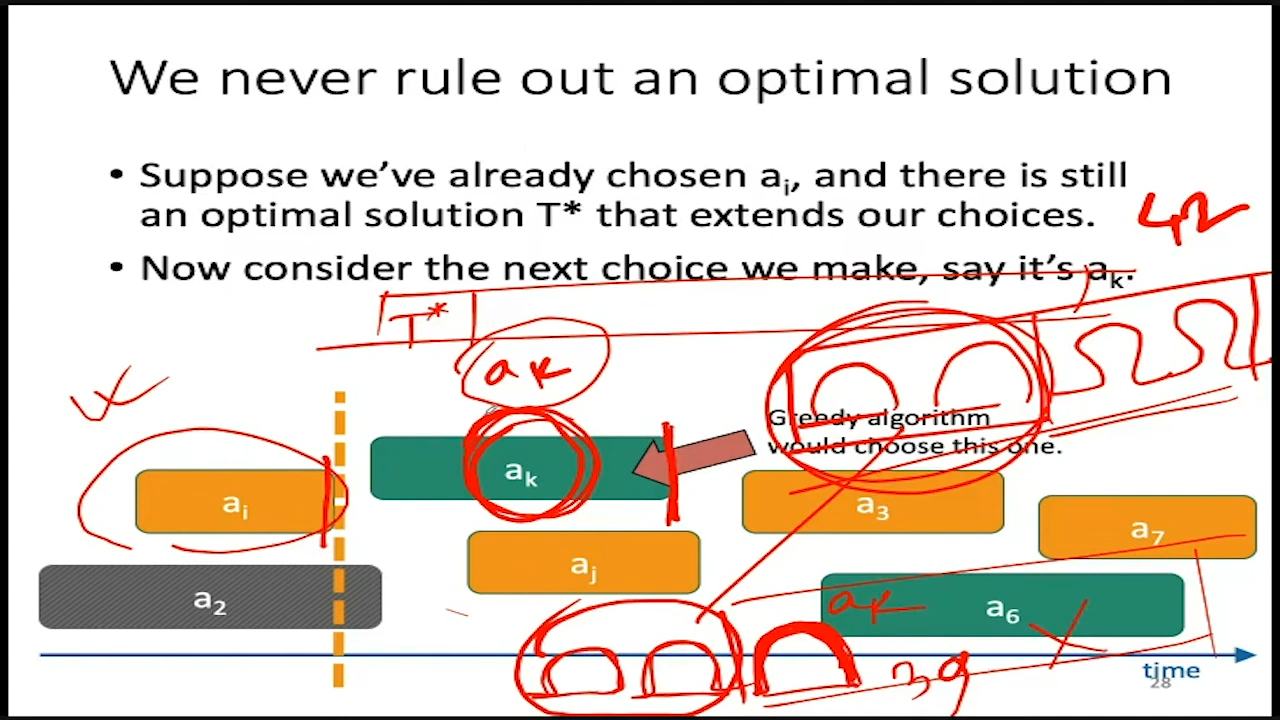 We never rule out an optimal solution
• Suppose we've already chosen ai, and there is still
an optimal solution T* that extends our choices.
42
• Now consider the next choice we make, say it's ak.
T*
ak
Greedy algorithm
would choose this one.
ak
ai
a3
a7
aj
a2
ak
a6
39
time
28